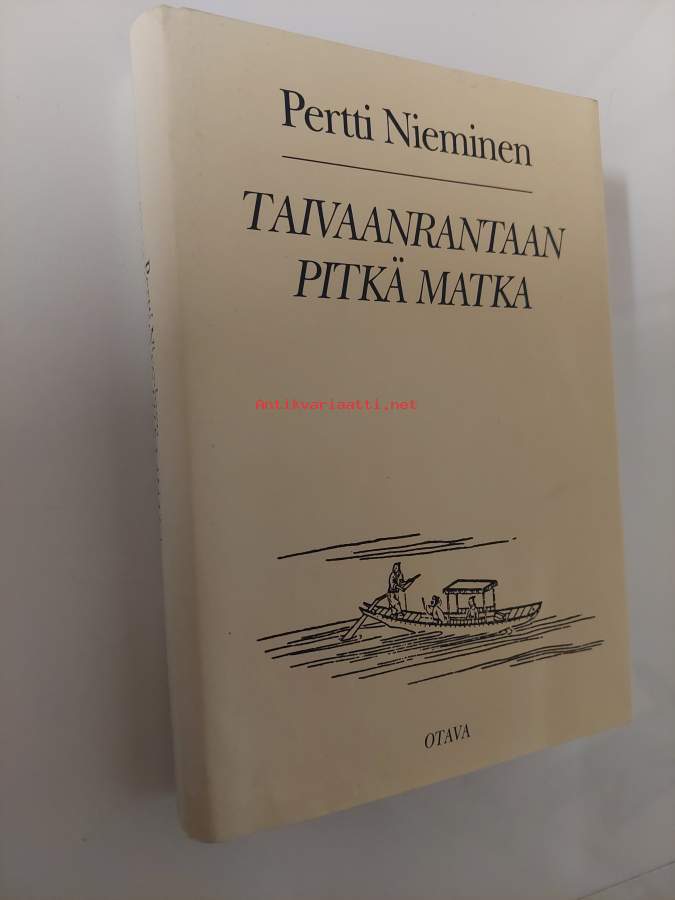 Pertti Nieminen
TAIVAANRANTAAN
PITKÄ MATKA
Antikvariaatti.net
OTAVA